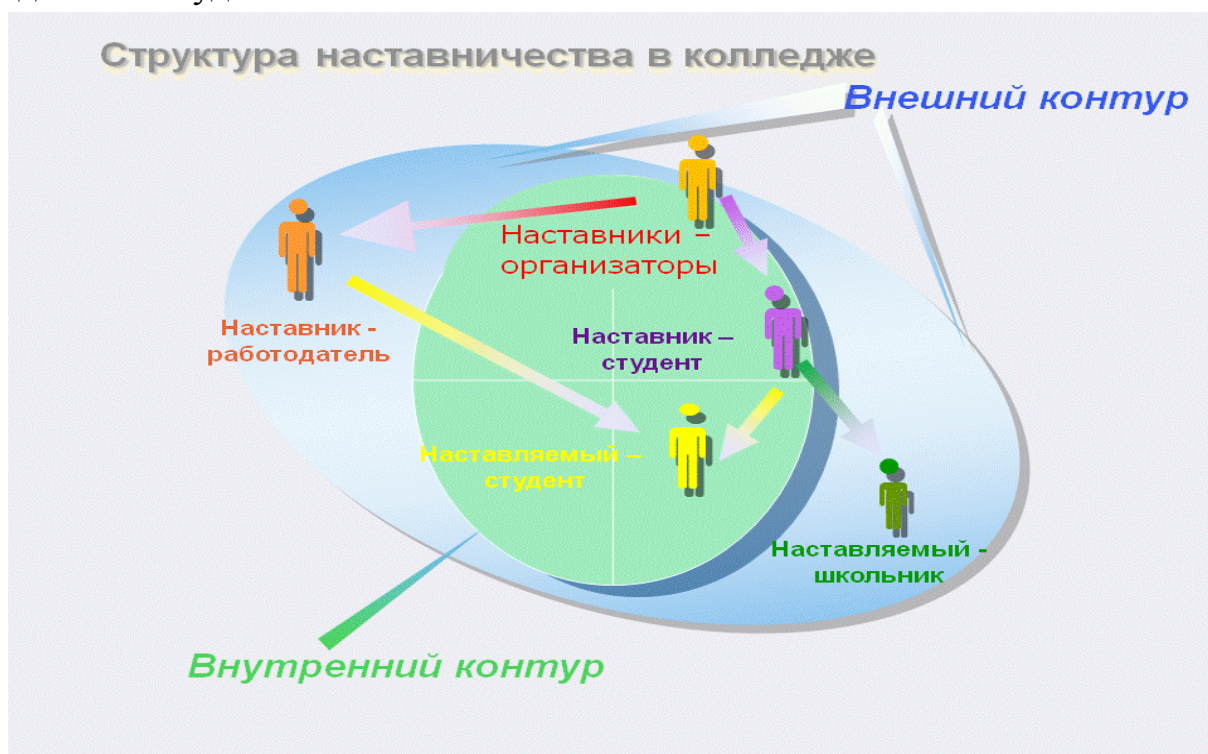 Структура наставничества в колледже
Внешний контур
Наставники –
организаторы
Наставник -
работодатель
Наставник –
студент
Наставляемый –
студент
Наставляемый -
школьник
Внутренний контур